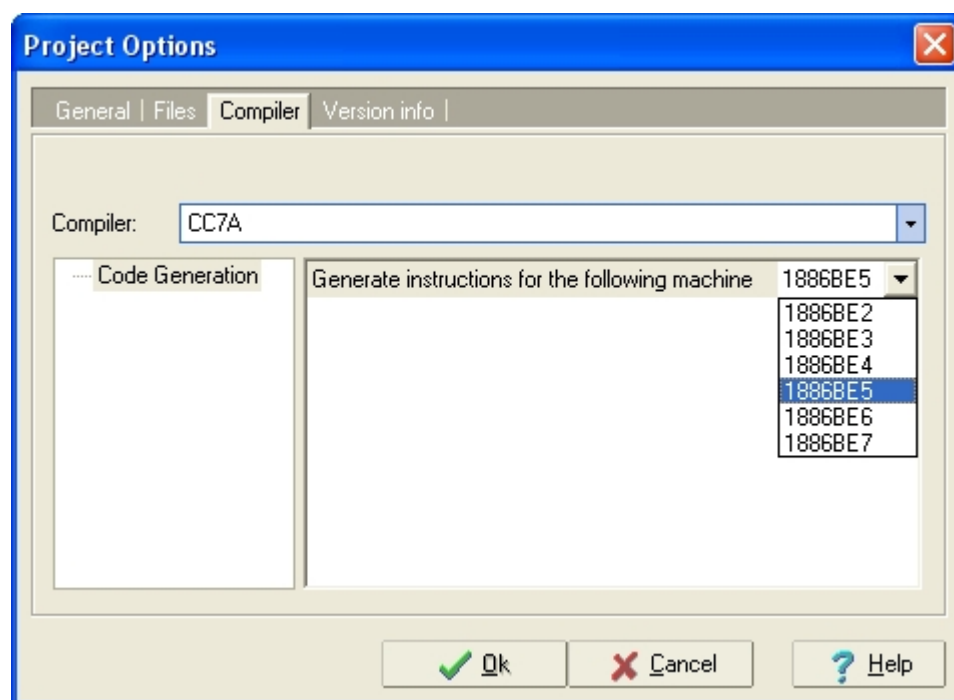 Project Options
General | Files Compiler Version info |
Compiler: CC7A
Code Generation
Generate instructions for the following machine 1886BE5
1886BE2
1886BE3
1886BE4
1886BE5
1886BE6
1886BE7
Ok Cancel Help